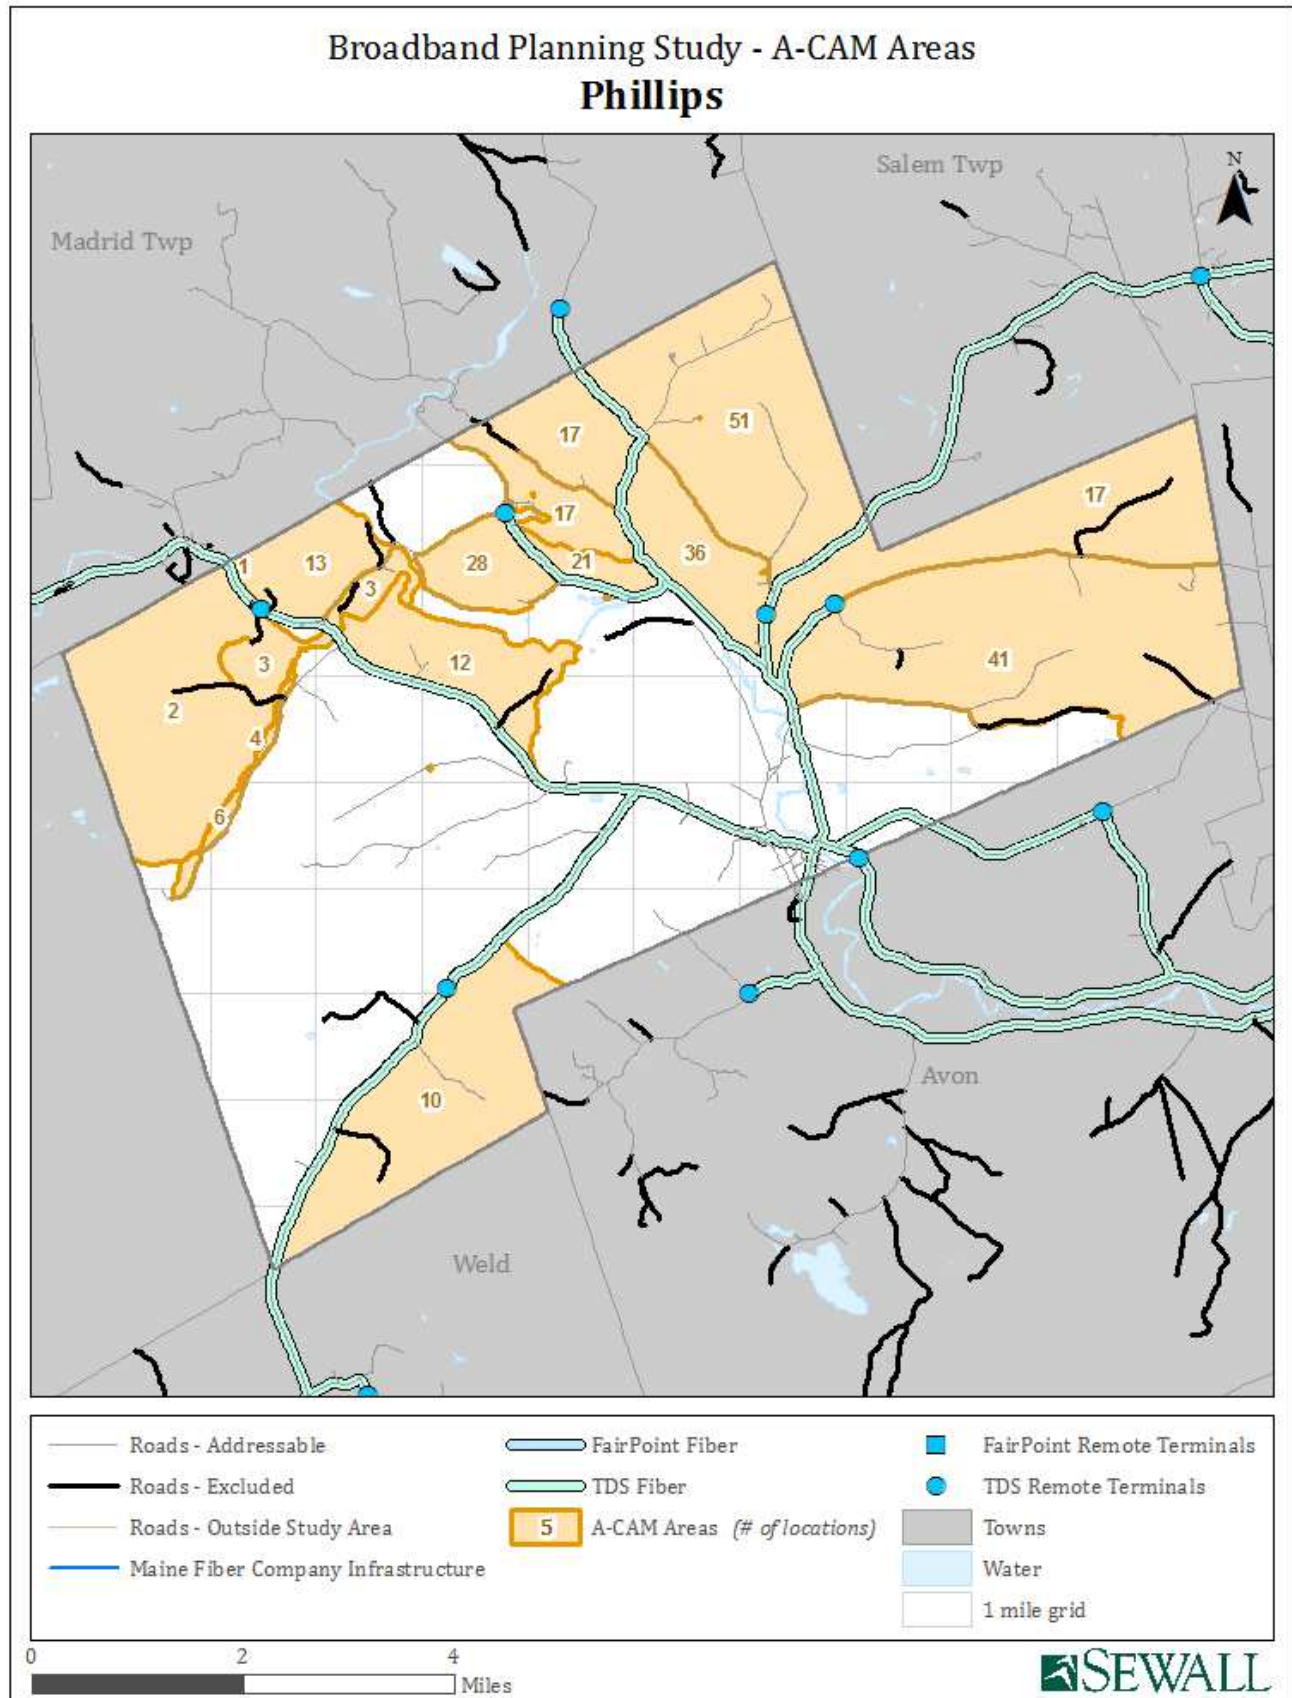 Broadband Planning Study - A-CAM Areas
Phillips
Salem Twp
N
Madrid Twp
51
17
17
17
36
1
13
28
21
3
12
3
41
2
4
6
10
Avon
Weld
Roads - Addressable
Roads - Excluded
Roads - Outside Study Area
Maine Fiber Company Infrastructure
FairPoint Fiber
TDS Fiber
5 A-CAM Areas (# of locations)
FairPoint Remote Terminals
TDS Remote Terminals
Towns
Water
1 mile grid
0 2 4
Miles
SEWALL